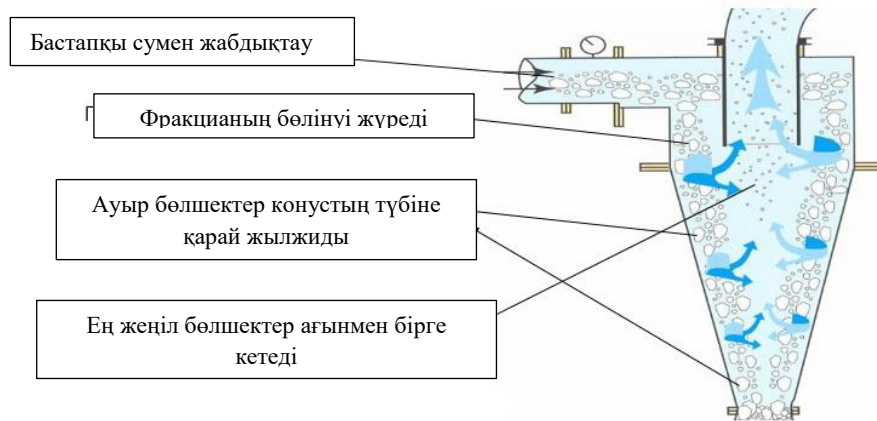 Бастапқы сумен жабдықтау
Фракцианың бөлінуі жүреді
Ауыр бөлшектер конустың түбіне
қарай жылжиды
Ең жеңіл бөлшектер ағынмен бірге
кетеді